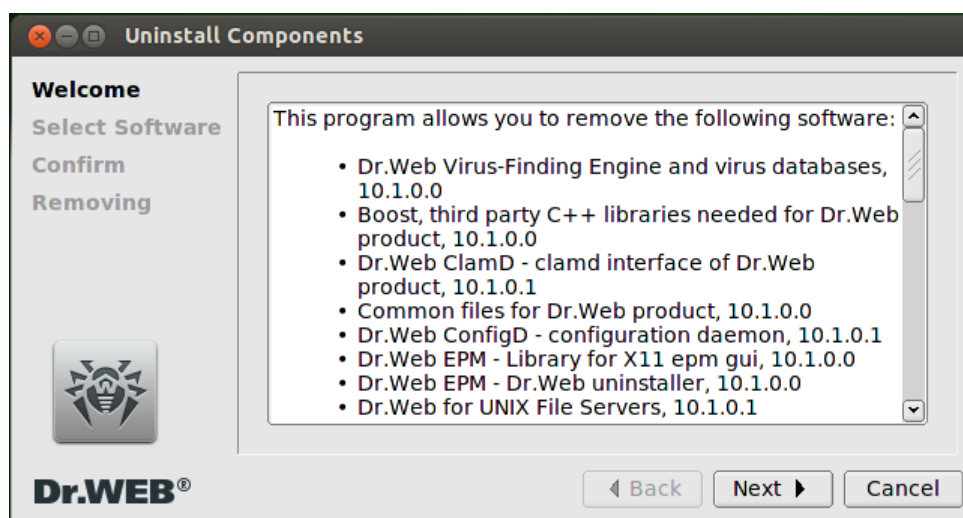 Uninstall Components
Welcome
Select Software
Confirm
Removing
This program allows you to remove the following software:
• Dr.Web Virus-Finding Engine and virus databases,
10.1.0.0
• Boost, third party C++ libraries needed for Dr.Web
product, 10.1.0.0
• Dr.Web ClamD - clamd interface of Dr.Web
product, 10.1.0.1
• Common files for Dr.Web product, 10.1.0.0
• Dr.Web ConfigD - configuration daemon, 10.1.0.1
• Dr.Web EPM - Library for X11 epm gui, 10.1.0.0
• Dr.Web EPM - Dr.Web uninstaller, 10.1.0.0
• Dr.Web for UNIX File Servers, 10.1.0.1
Dr.WEB®
Back
Next
Cancel